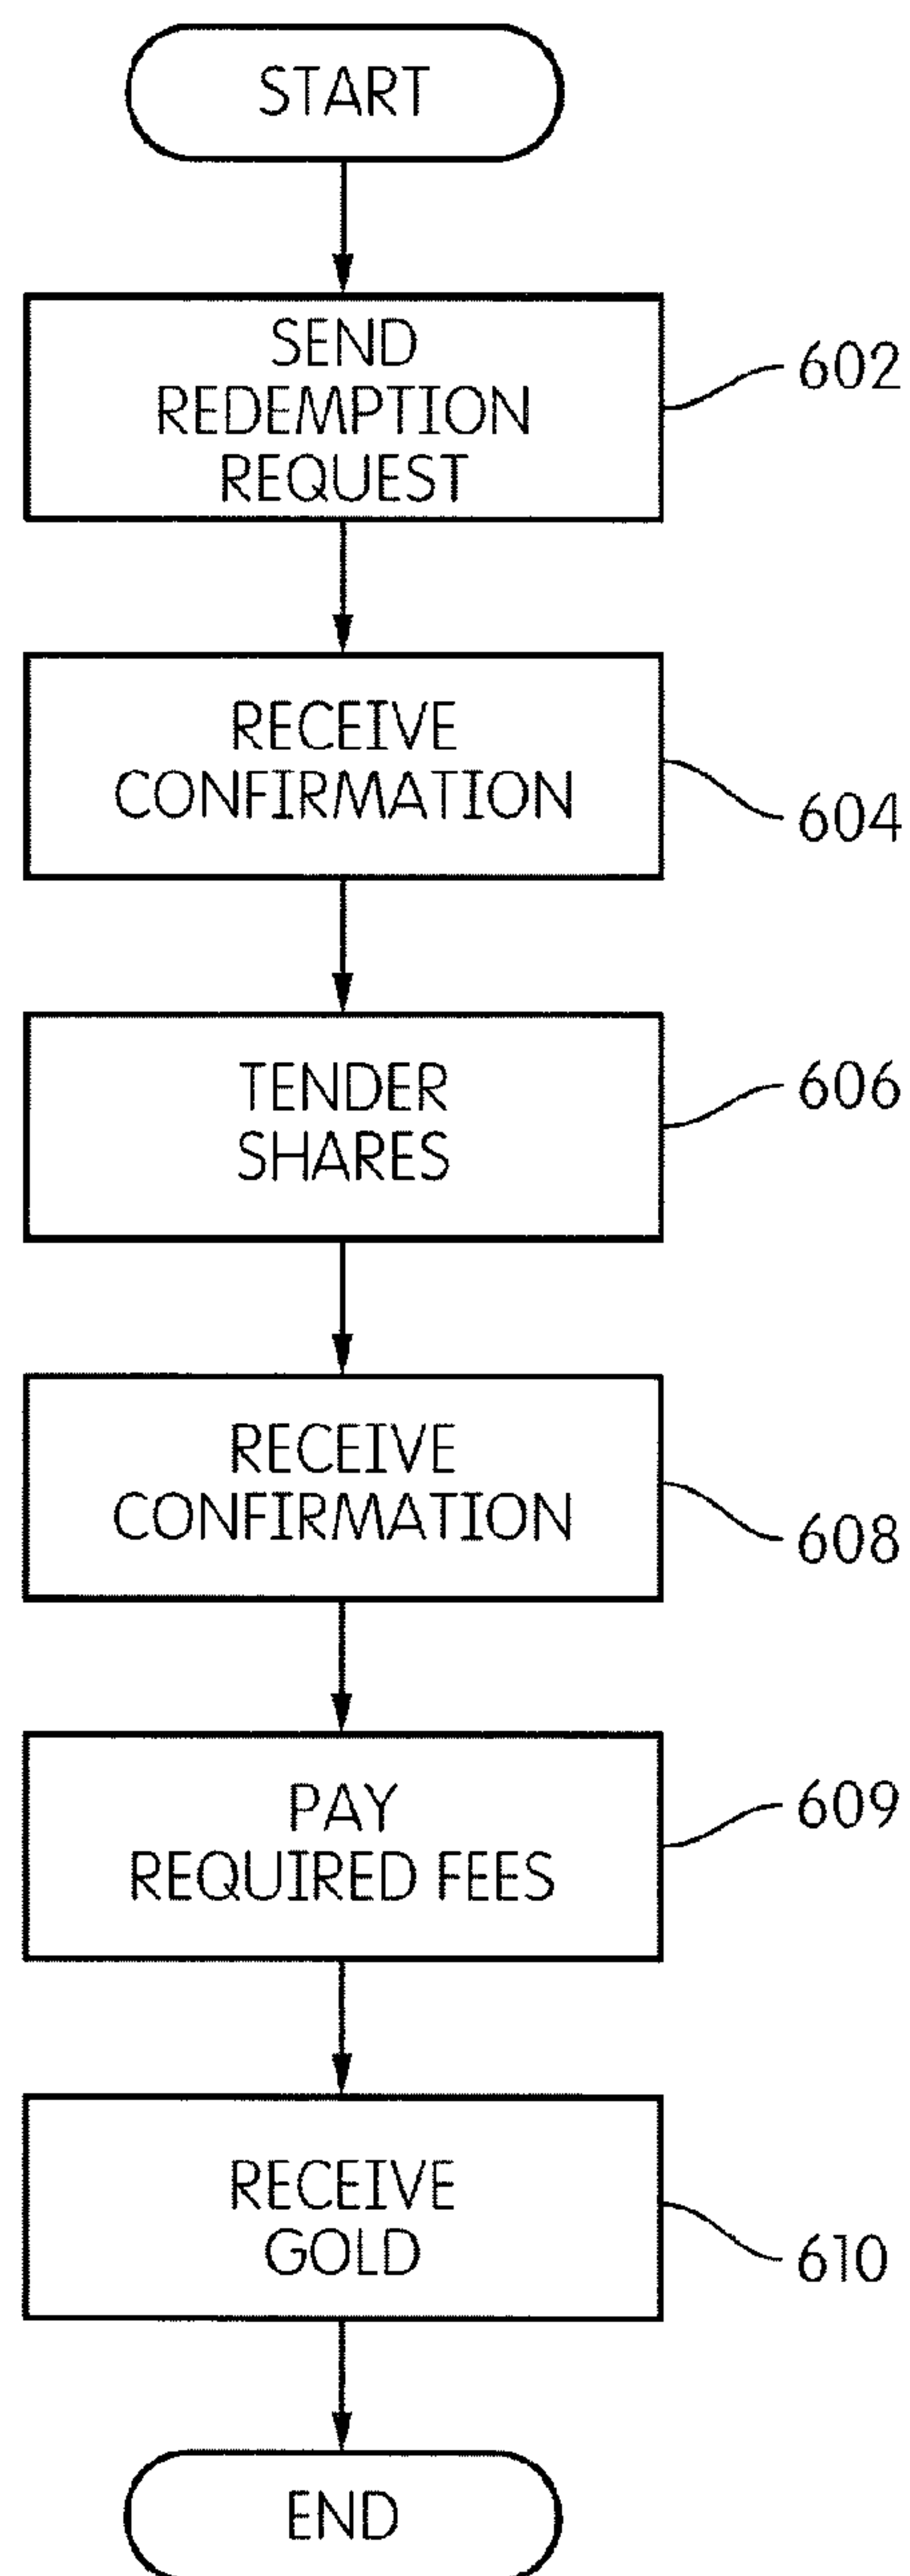 START
SEND
REDEMPTION
REQUEST
602
RECEIVE
CONFIRMATION
604
TENDER
SHARES
606
RECEIVE
CONFIRMATION
608
PAY
REQUIRED FEES
609
RECEIVE
GOLD
610
END